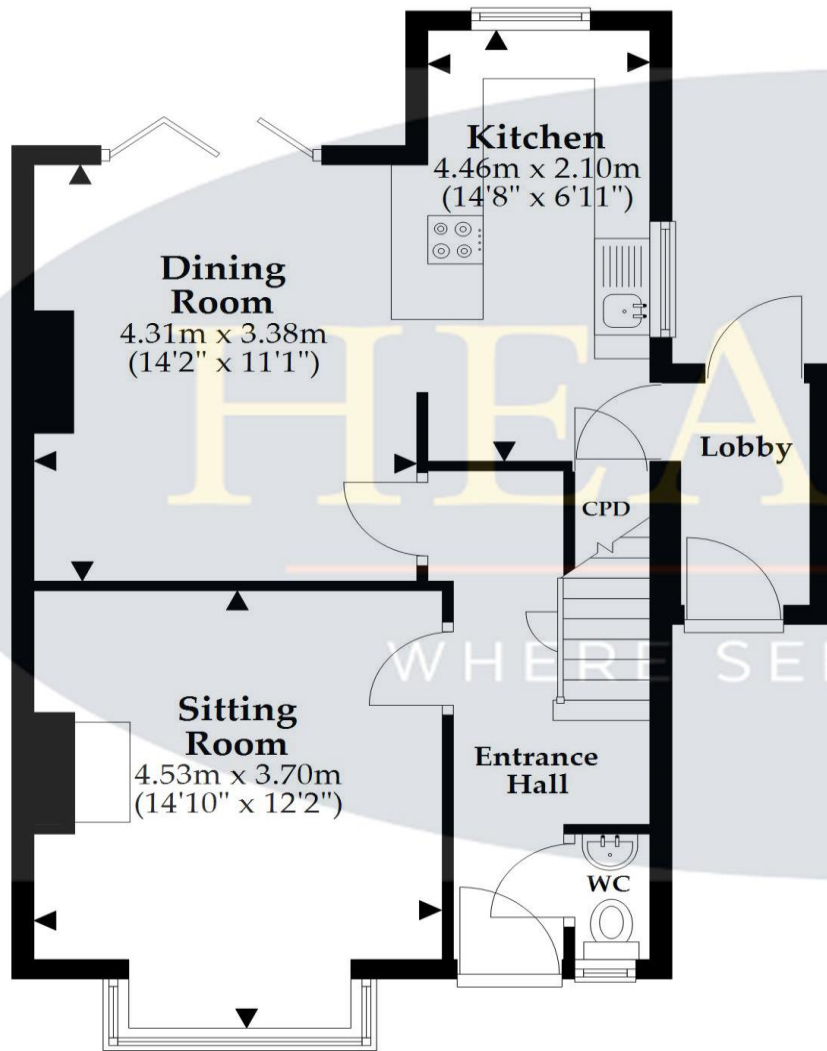 Kitchen
4.46m x 2.10m
(14'8" x 6'11")
Dining
Room
4.31m x 3.38m
(14'2" x 11'1")
HEA
Lobby
CPD
WHERE SE
Sitting
Room
4.53m x 3.70m
(14'10" x 12'2")
Entrance
Hall
WC